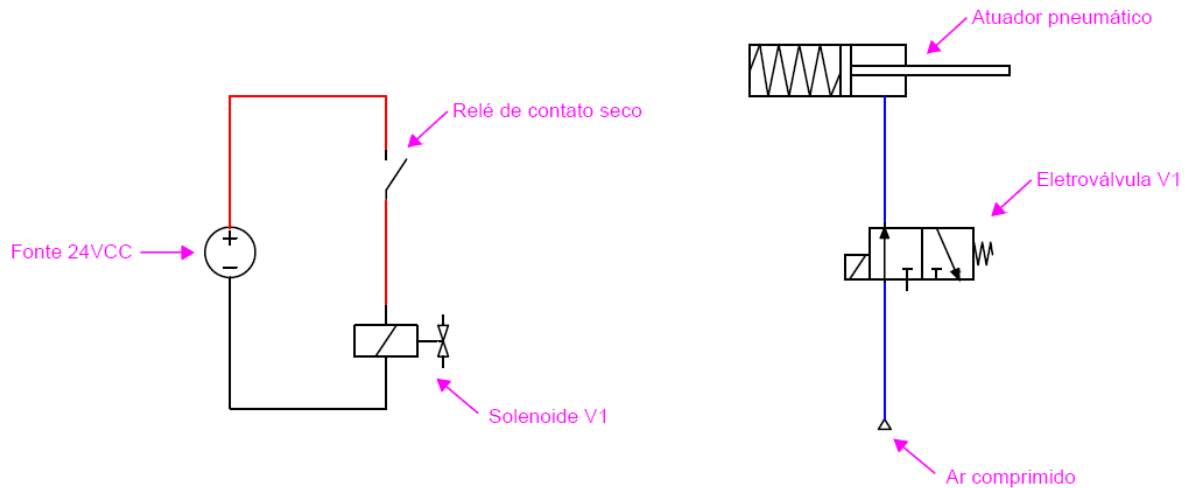 Atuador pneumático
Relé de contato seco
Eletroválvula V1
Fonte 24VCC
+
−
Solenoide V1
Ar comprimido